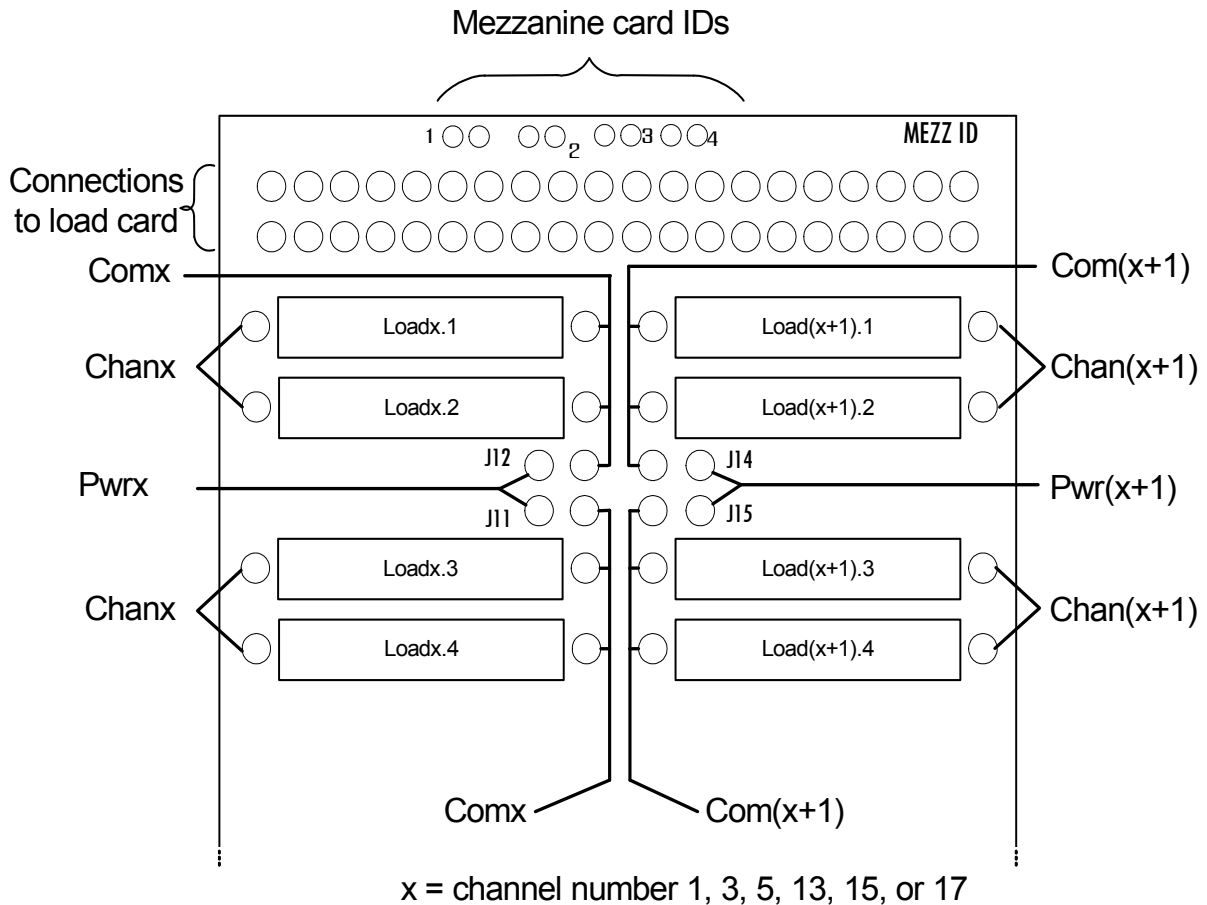 Mezzanine card IDs
1 2 3 4 MEZZ ID
Connections
to load card
Comx Com(x+1)
Loadx.1 Load(x+1).1
Chanx Chan(x+1)
Loadx.2 Load(x+1).2
J12 J14
Pwrx Pwr(x+1)
J11 J15
Loadx.3 Load(x+1).3
Chanx Chan(x+1)
Loadx.4 Load(x+1).4
Comx Com(x+1)
x = channel number 1, 3, 5, 13, 15, or 17